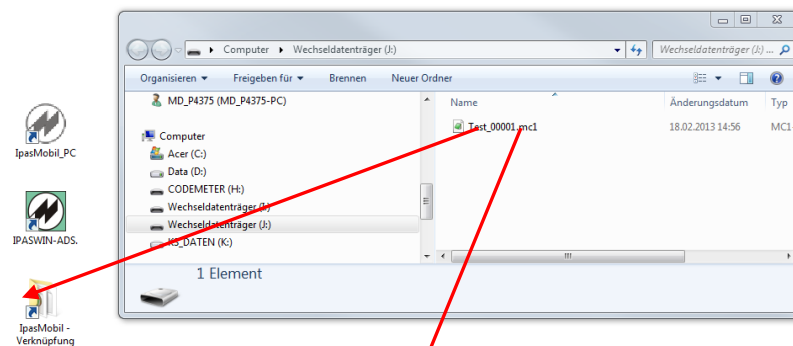 Computer ▸ Wechseldatenträger (J:)
Wechseldatenträger (J:) ...
Organisieren
Freigeben für
Brennen
Neuer Ordner
MD_P4375 (MD_P4375-PC)
Computer
Acer (C:)
Data (D:)
CODEMETER (H:)
Wechseldatenträger (I:)
Wechseldatenträger (J:)
KS_DATEN (K:)
Name
Änderungsdatum
Typ
Test_00001.mc1
18.02.2013 14:56
MC1-
1 Element
IpasMobil_PC
IPASWIN-ADS.
IpasMobil -
Verknüpfung